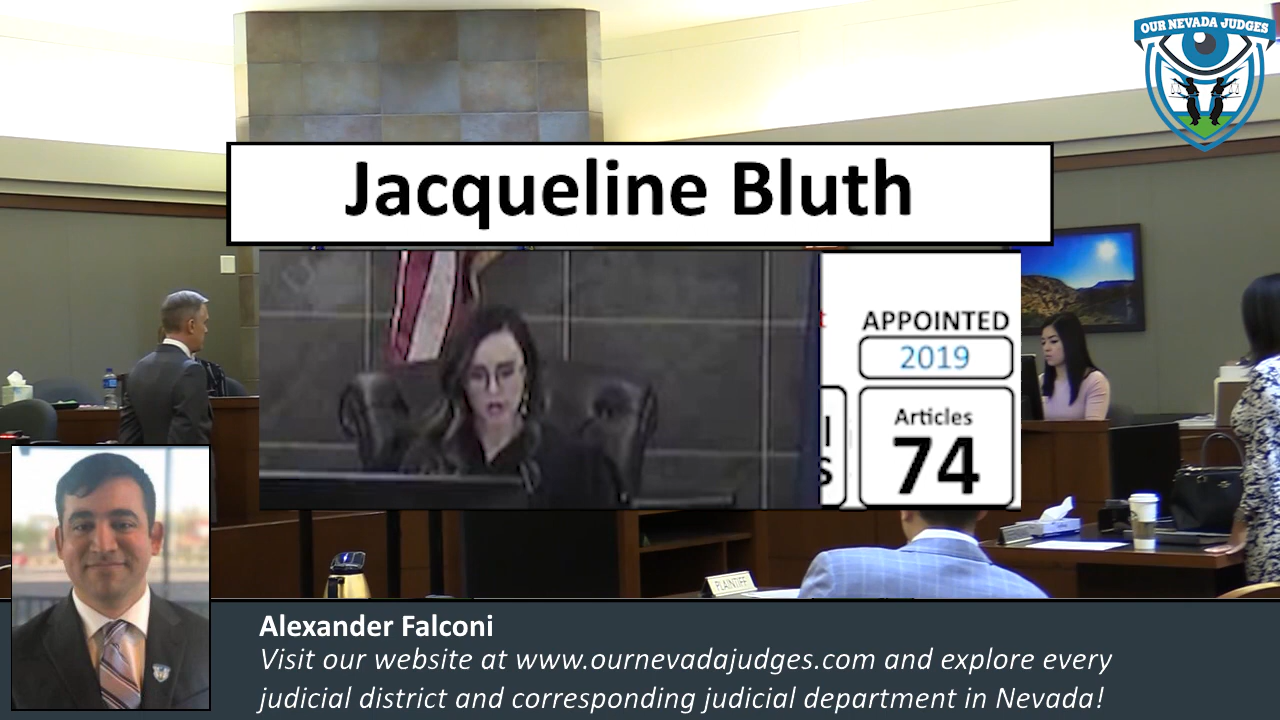 OUR NEVADA JUDGES
Jacqueline Bluth
APPOINTED
2019
Articles
74
PLAINTIFF
Alexander Falconi
Visit our website at www.ournevadajudges.com and explore every
judicial district and corresponding judicial department in Nevada!